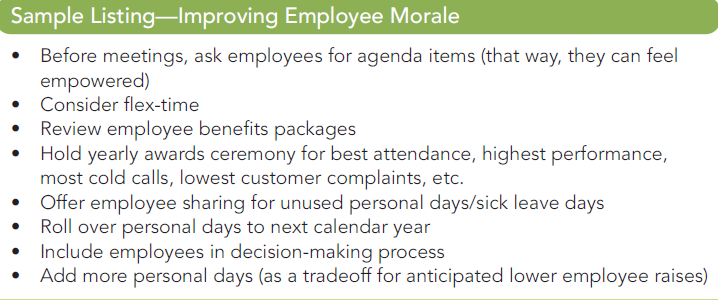 Sample Listing—Improving Employee Morale
• Before meetings, ask employees for agenda items (that way, they can feel
empowered)
• Consider flex-time
• Review employee benefits packages
• Hold yearly awards ceremony for best attendance, highest performance,
most cold calls, lowest customer complaints, etc.
• Offer employee sharing for unused personal days/sick leave days
• Roll over personal days to next calendar year
• Include employees in decision-making process
• Add more personal days (as a tradeoff for anticipated lower employee raises)